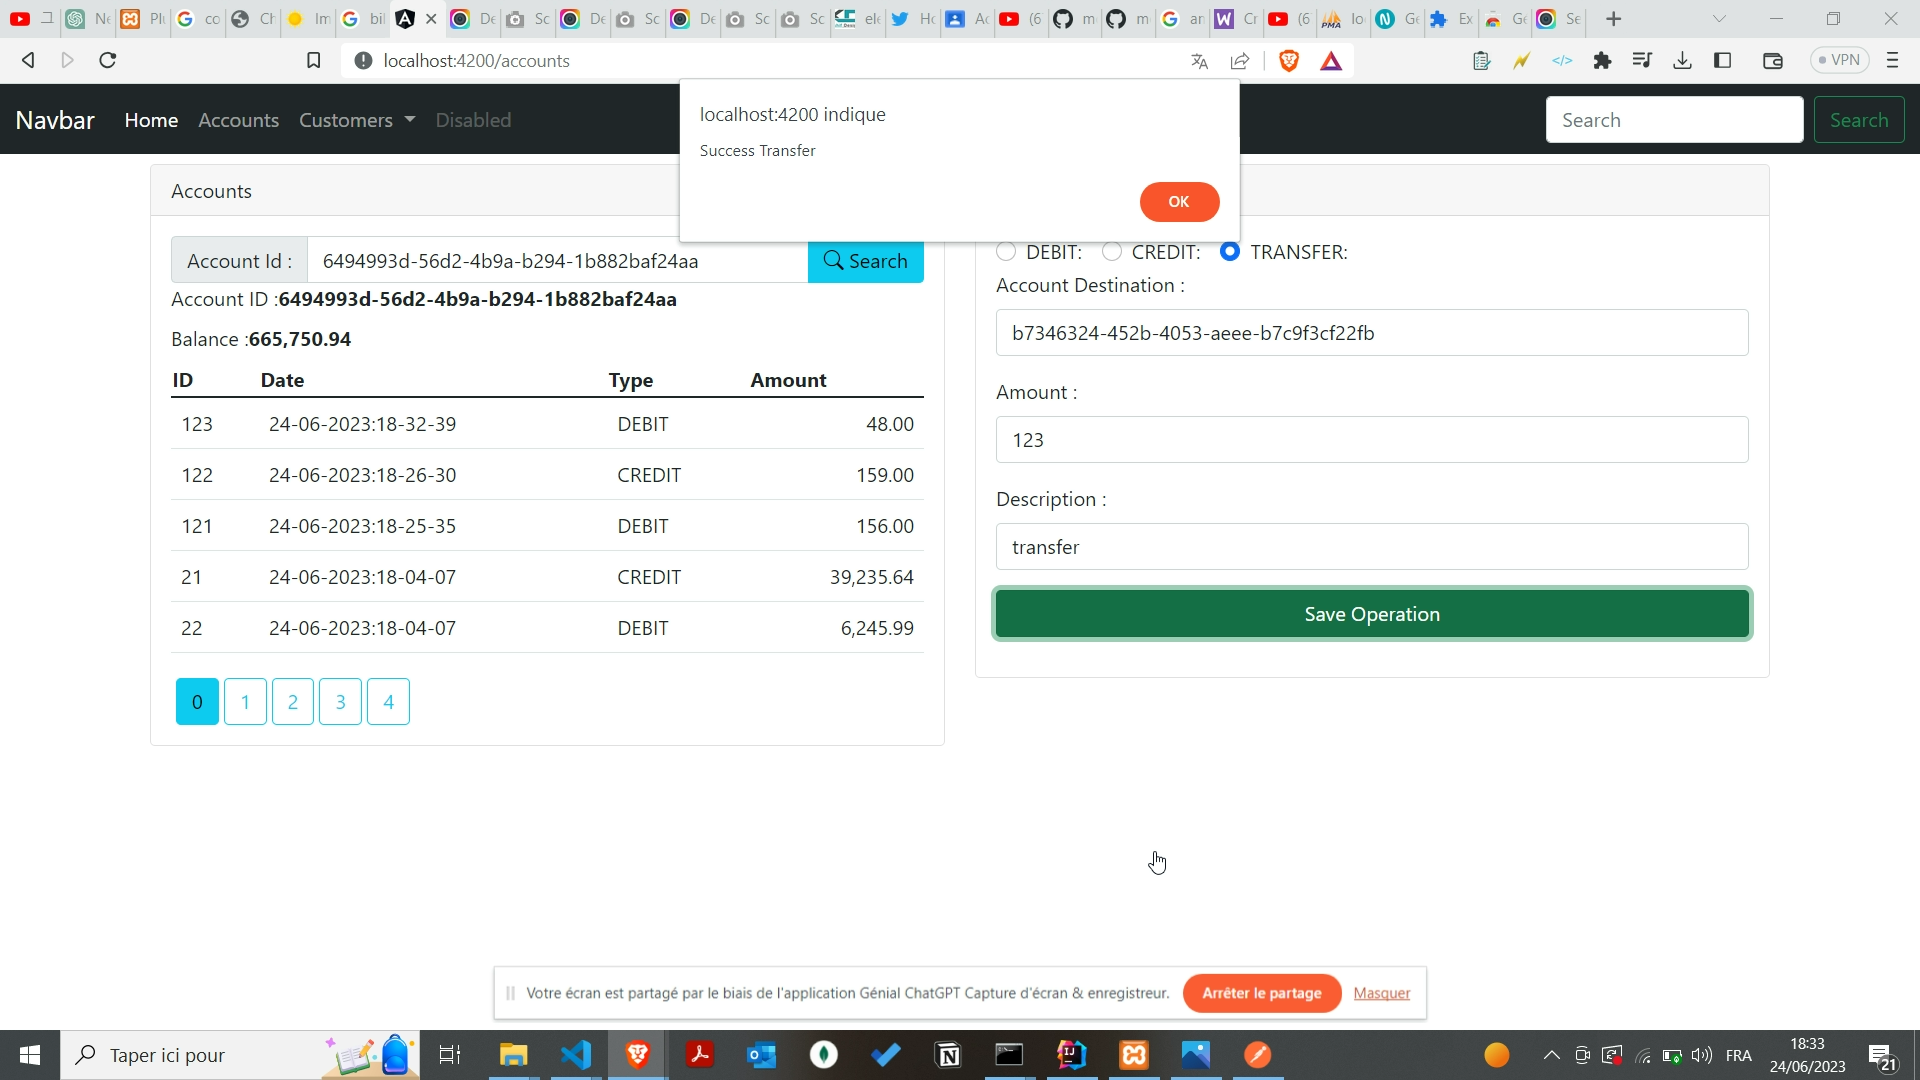 localhost:4200/accounts
VPN
Navbar Home Accounts Customers Disabled
Search Search
localhost:4200 indique
Success Transfer
OK
Accounts
Account Id : 6494993d-56d2-4b9a-b294-1b882baf24aa Search
Account ID :6494993d-56d2-4b9a-b294-1b882baf24aa
Balance :665,750.94
ID Date Type Amount
123 24-06-2023:18-32-39 DEBIT 48.00
122 24-06-2023:18-26-30 CREDIT 159.00
121 24-06-2023:18-25-35 DEBIT 156.00
21 24-06-2023:18-04-07 CREDIT 39,235.64
22 24-06-2023:18-04-07 DEBIT 6,245.99
0 1 2 3 4
DEBIT: CREDIT: TRANSFER:
Account Destination :
b7346324-452b-4053-aeee-b7c9f3cf22fb
Amount :
123
Description :
transfer
Save Operation
Votre écran est partagé par le biais de l'application Génial ChatGPT Capture d'écran & enregistreur. Arrêter le partage Masquer
Taper ici pour
FRA
18:33
24/06/2023
21